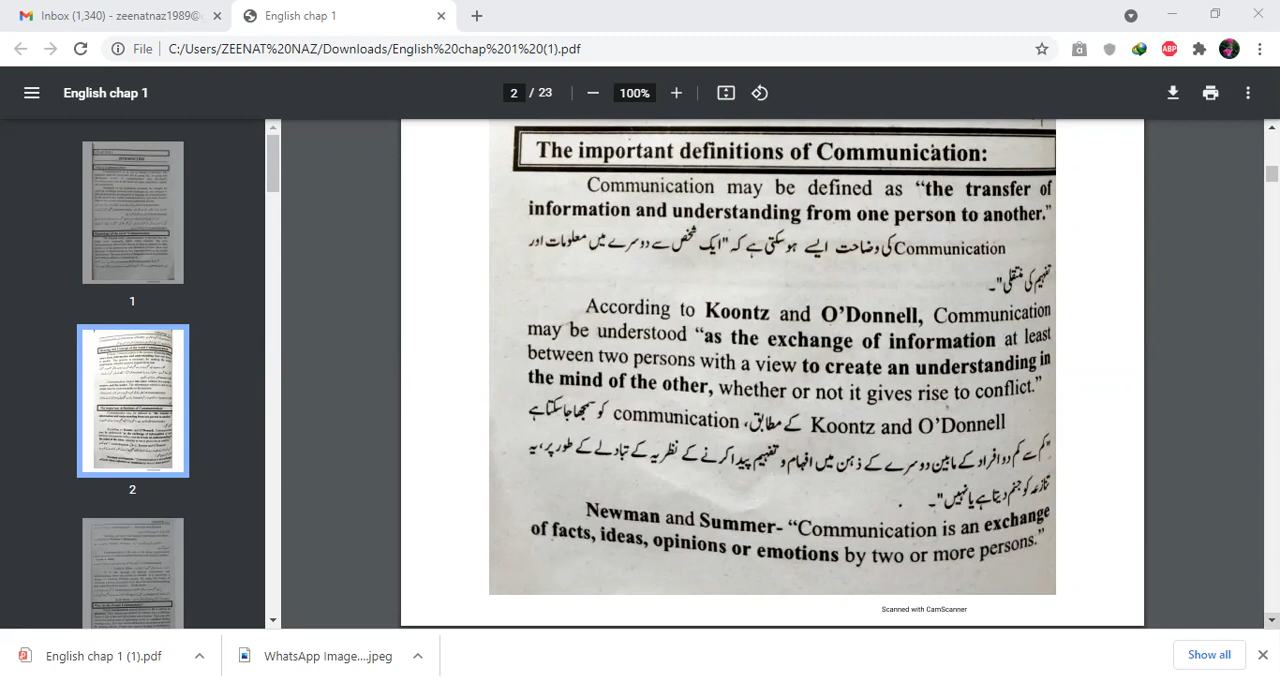 Inbox (1,340) - zeenatnaz1989@
English chap 1
File
C:/Users/ZEENAT%20NAZ/Downloads/English%20chap%201%20(1).pdf
ABP
English chap 1
2 / 23
100%
1
2
The important definitions of Communication:
Communication may be defined as “the transfer of
information and understanding from one person to another.”
Communication کی وضاحت ایسے ہوسکتی ہے کہ "ایک شخص سے دوسرے میں معلومات اور
تفہیم کی منتقلی"۔
According to Koontz and O’Donnell, Communication
may be understood “as the exchange of information at least
between two persons with a view to create an understanding in
the mind of the other, whether or not it gives rise to conflict.”
Koontz and O’Donnell کے مطابق، communication کو سمجھا جاسکتا ہے
"کم سے کم دو افراد کے مابین دوسرے کے ذہن میں افہام و تفہیم پیدا کرنے کے نظریہ کے تبادلے کے طور پر، یہ
تنازعہ کو جنم دیتا ہے یا نہیں"۔
Newman and Summer- “Communication is an exchange
of facts, ideas, opinions or emotions by two or more persons.”
Scanned with CamScanner
English chap 1 (1).pdf
WhatsApp Image....jpeg
Show all